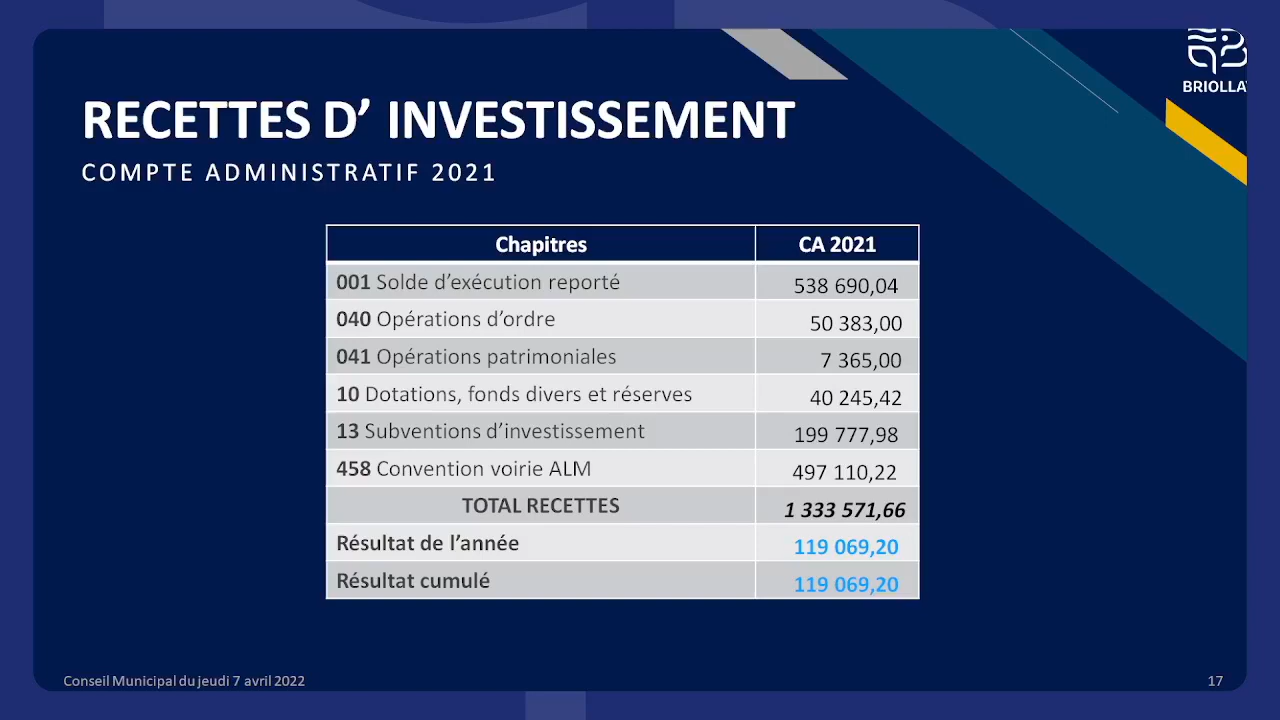 BRIOLLA
RECETTES D’ INVESTISSEMENT
COMPTE ADMINISTRATIF 2021
Chapitres CA 2021
001 Solde d’exécution reporté 538 690,04
040 Opérations d’ordre 50 383,00
041 Opérations patrimoniales 7 365,00
10 Dotations, fonds divers et réserves 40 245,42
13 Subventions d’investissement 199 777,98
458 Convention voirie ALM 497 110,22
TOTAL RECETTES 1 333 571,66
Résultat de l’année 119 069,20
Résultat cumulé 119 069,20
Conseil Municipal du jeudi 7 avril 2022 17